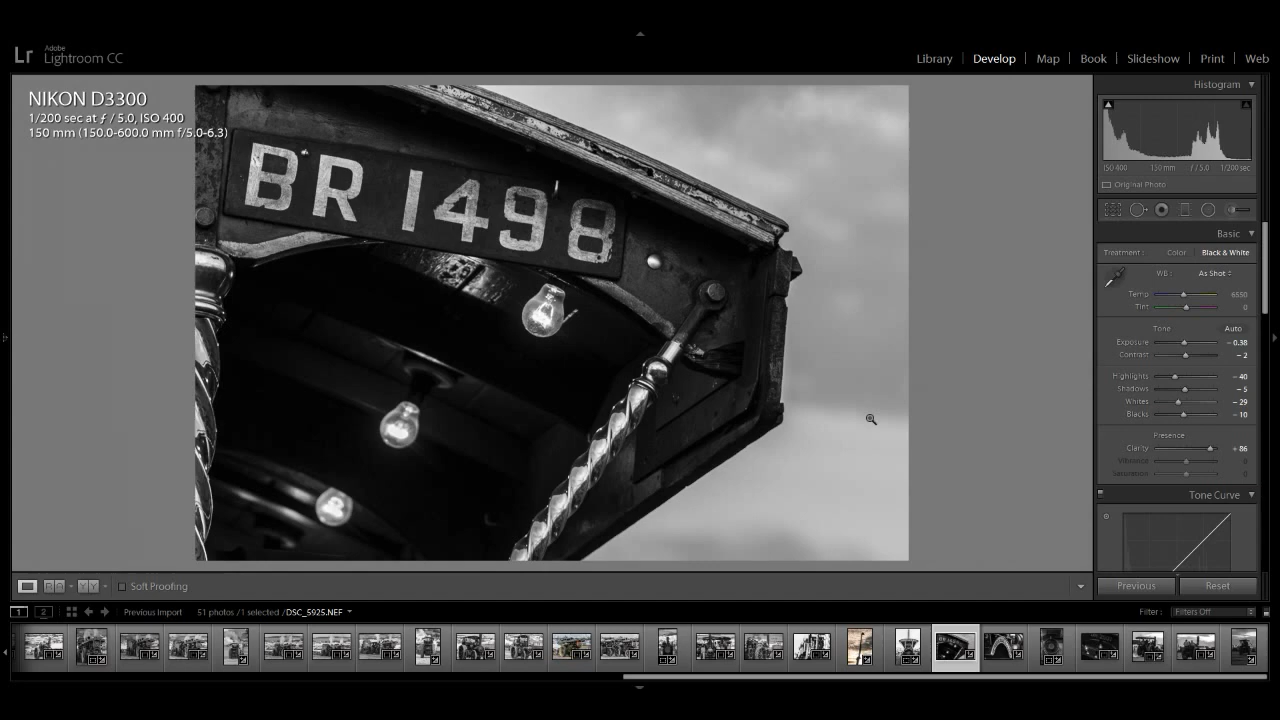 Lr Adobe
Lightroom CC
Library | Develop | Map | Book | Slideshow | Print | Web
NIKON D3300
1/200 sec at ƒ / 5.0, ISO 400
150 mm (150.0-600.0 mm f/5.0-6.3)
BR 1498
Histogram
ISO 400 150 mm f / 5.0 1/200 sec
Original Photo
Basic
Treatment : Color Black & White
WB : As Shot
Temp 6550
Tint 0
Tone Auto
Exposure - 0.38
Contrast - 2
Highlights - 40
Shadows - 5
Whites - 29
Blacks - 10
Presence
Clarity + 86
Vibrance 0
Saturation 0
Tone Curve
Previous Reset
Soft Proofing
1 2 Previous Import 51 photos / 1 selected / DSC_5925.NEF Filter : Filters Off